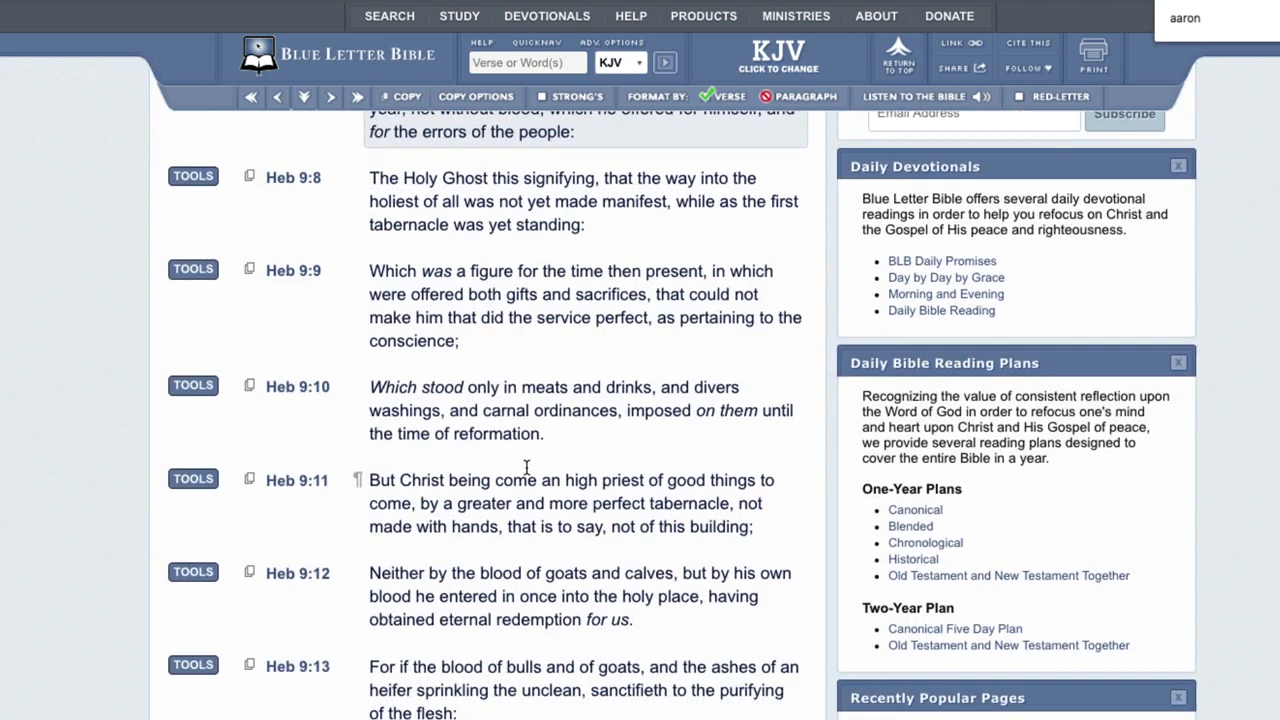 SEARCH STUDY DEVOTIONALS HELP PRODUCTS MINISTRIES ABOUT DONATE
aaron
BLUE LETTER BIBLE
HELP QUICKNAV ADV. OPTIONS
Verse or Word(s) KJV
KJV
CLICK TO CHANGE
RETURN
TO TOP
LINK CITE THIS
SHARE FOLLOW
PRINT
COPY COPY OPTIONS STRONG'S FORMAT BY: VERSE PARAGRAPH LISTEN TO THE BIBLE RED-LETTER
year, not without blood, which he offered for himself, and
for the errors of the people:
TOOLS Heb 9:8 The Holy Ghost this signifying, that the way into the
holiest of all was not yet made manifest, while as the first
tabernacle was yet standing:
TOOLS Heb 9:9 Which was a figure for the time then present, in which
were offered both gifts and sacrifices, that could not
make him that did the service perfect, as pertaining to the
conscience;
TOOLS Heb 9:10 Which stood only in meats and drinks, and divers
washings, and carnal ordinances, imposed on them until
the time of reformation.
TOOLS Heb 9:11 ¶ But Christ being come an high priest of good things to
come, by a greater and more perfect tabernacle, not
made with hands, that is to say, not of this building;
TOOLS Heb 9:12 Neither by the blood of goats and calves, but by his own
blood he entered in once into the holy place, having
obtained eternal redemption for us.
TOOLS Heb 9:13 For if the blood of bulls and of goats, and the ashes of an
heifer sprinkling the unclean, sanctifieth to the purifying
of the flesh:
Email Address Subscribe
Daily Devotionals
Blue Letter Bible offers several daily devotional
readings in order to help you refocus on Christ and
the Gospel of His peace and righteousness.
• BLB Daily Promises
• Day by Day by Grace
• Morning and Evening
• Daily Bible Reading
Daily Bible Reading Plans
Recognizing the value of consistent reflection upon
the Word of God in order to refocus one's mind
and heart upon Christ and His Gospel of peace,
we provide several reading plans designed to
cover the entire Bible in a year.
One-Year Plans
• Canonical
• Blended
• Chronological
• Historical
• Old Testament and New Testament Together
Two-Year Plan
• Canonical Five Day Plan
• Old Testament and New Testament Together
Recently Popular Pages